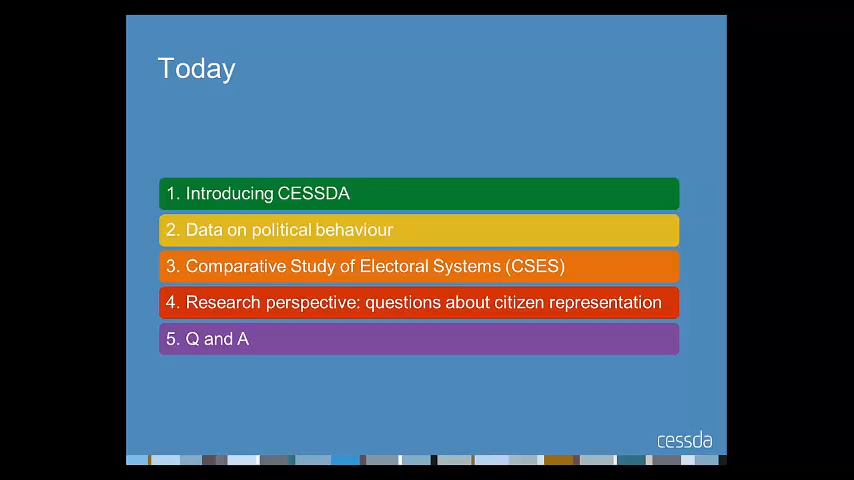 Today
1. Introducing CESSDA
2. Data on political behaviour
3. Comparative Study of Electoral Systems (CSES)
4. Research perspective: questions about citizen representation
5. Q and A
cessda